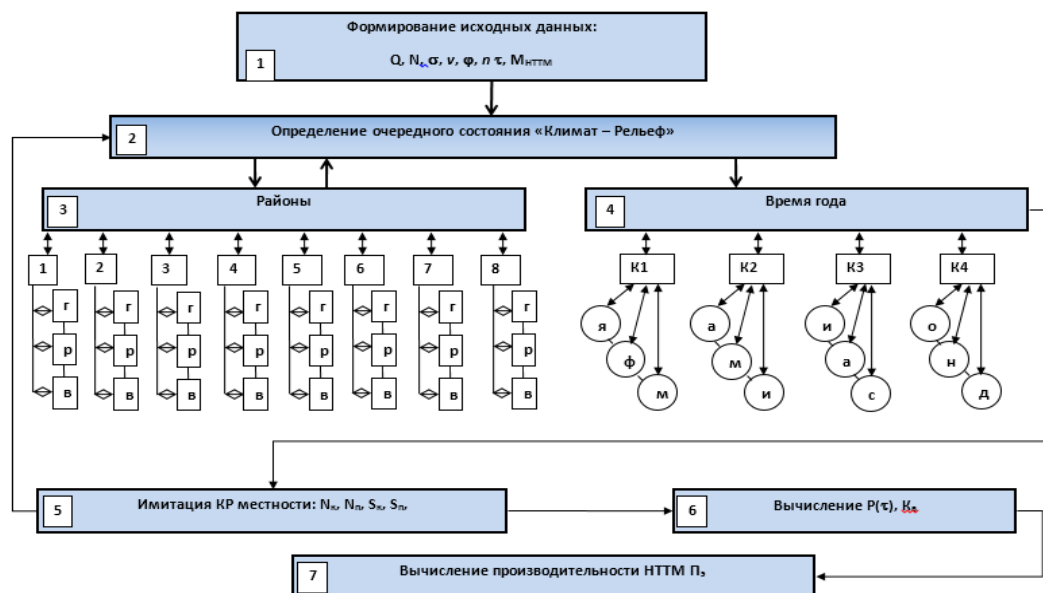 Формирование исходных данных:
1
Q, N, σ, ν, φ, n τ, Mнттм
2
Определение очередного состояния «Климат – Рельеф»
3
Районы
4
Время года
1 2 3 4 5 6 7 8
К1 К2 К3 К4
г г г г г г г г
р р р р р р р р
в в в в в в в в
я а и о
ф м а н
м и с д
5
Имитация КР местности: Nк, Nп, Sк, Sп,
6
Вычисление P(τ), Кэ
7
Вычисление производительности НТТМ Пэ